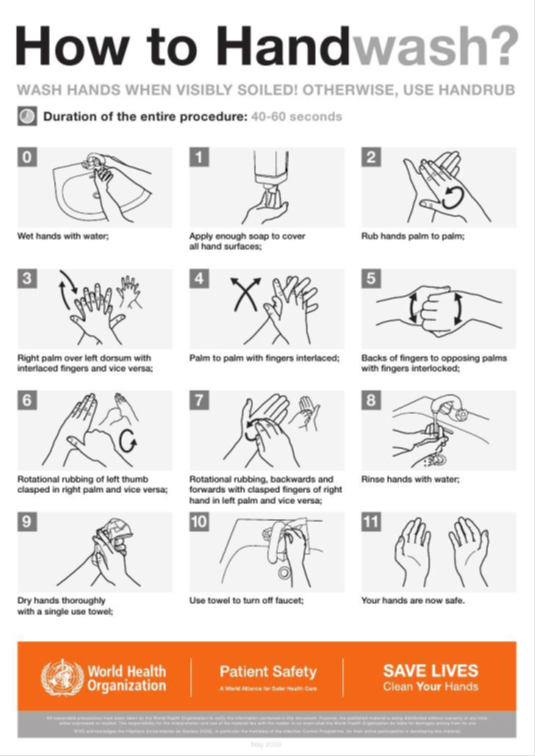 How to Handwash?
WASH HANDS WHEN VISIBLY SOILED! OTHERWISE, USE HANDRUB
Duration of the entire procedure: 40-60 seconds
0
Wet hands with water;
1
Apply enough soap to cover
all hand surfaces;
2
Rub hands palm to palm;
3
Right palm over left dorsum with
interlaced fingers and vice versa;
4
Palm to palm with fingers interlaced;
5
Backs of fingers to opposing palms
with fingers interlocked;
6
Rotational rubbing of left thumb
clasped in right palm and vice versa;
7
Rotational rubbing, backwards and
forwards with clasped fingers of right
hand in left palm and vice versa;
8
Rinse hands with water;
9
Dry hands thoroughly
with a single use towel;
10
Use towel to turn off faucet;
11
Your hands are now safe.
World Health
Organization
Patient Safety
A World Alliance for Safer Health Care
SAVE LIVES
Clean Your Hands
May 2009